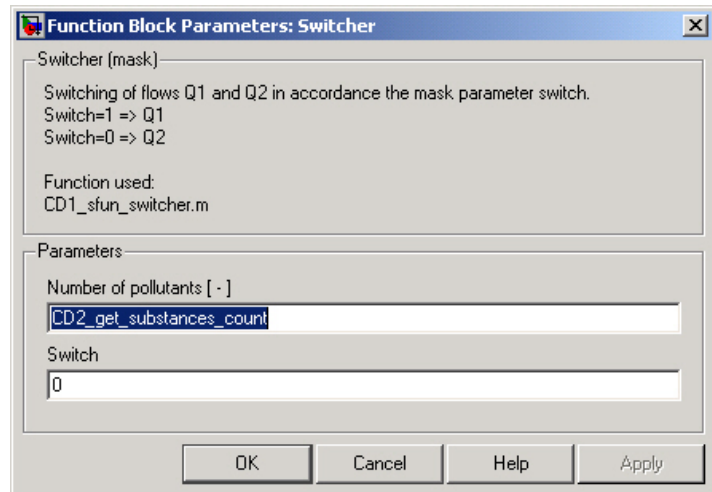 Function Block Parameters: Switcher
Switcher (mask)
Switching of flows Q1 and Q2 in accordance the mask parameter switch.
Switch=1 => Q1
Switch=0 => Q2
Function used:
CD1_sfun_switcher.m
Parameters
Number of pollutants [ - ]
CD2_get_substances_count
Switch
0
OK Cancel Help Apply